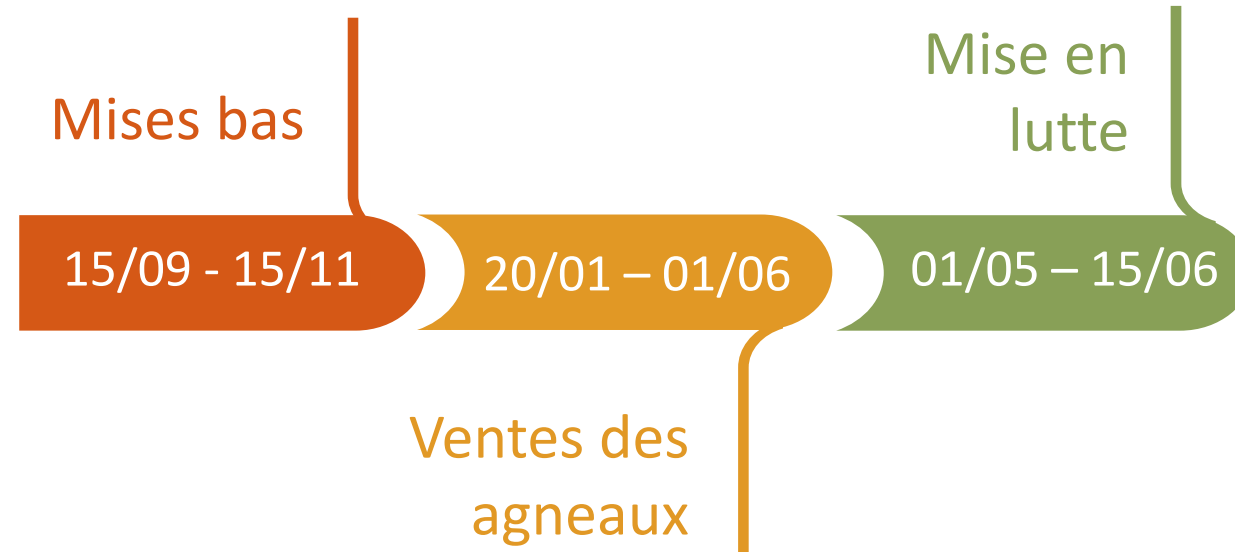 Mises bas
15/09 - 15/11
Ventes des
agneaux
20/01 – 01/06
Mise en
lutte
01/05 – 15/06